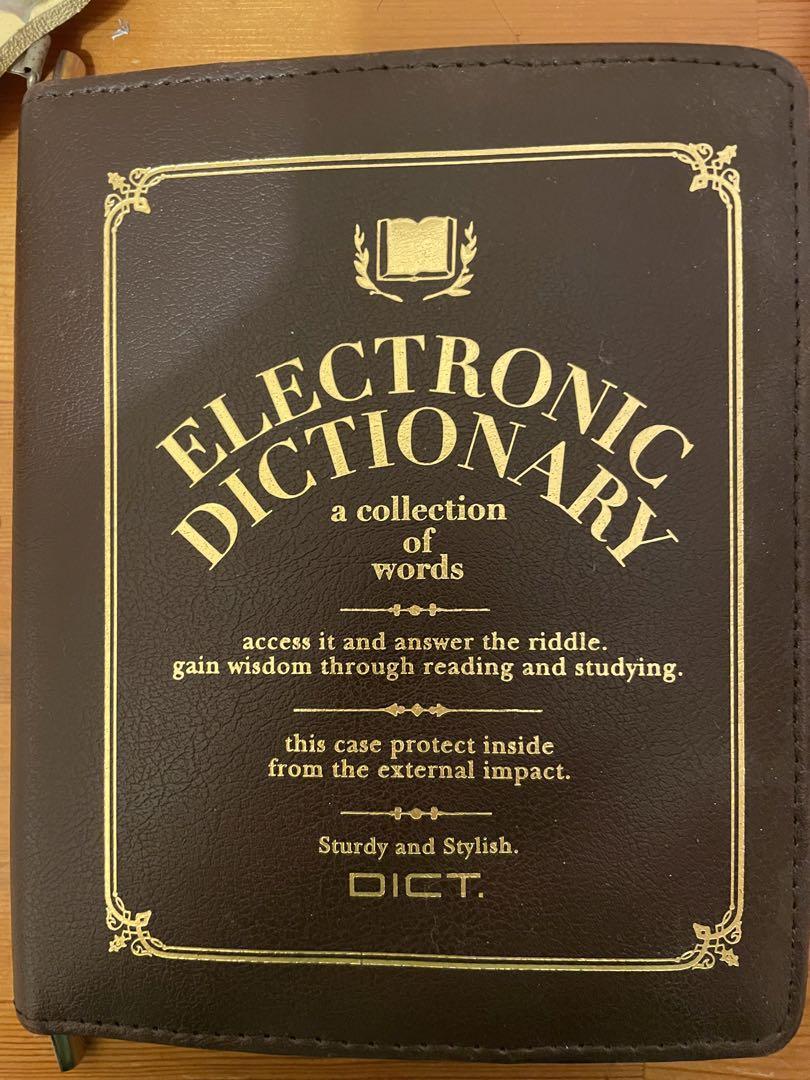 ELECTRONIC
DICTIONARY
a collection
of
words
access it and answer the riddle.
gain wisdom through reading and studying.
this case protect inside
from the external impact.
Sturdy and Stylish.
DICT.